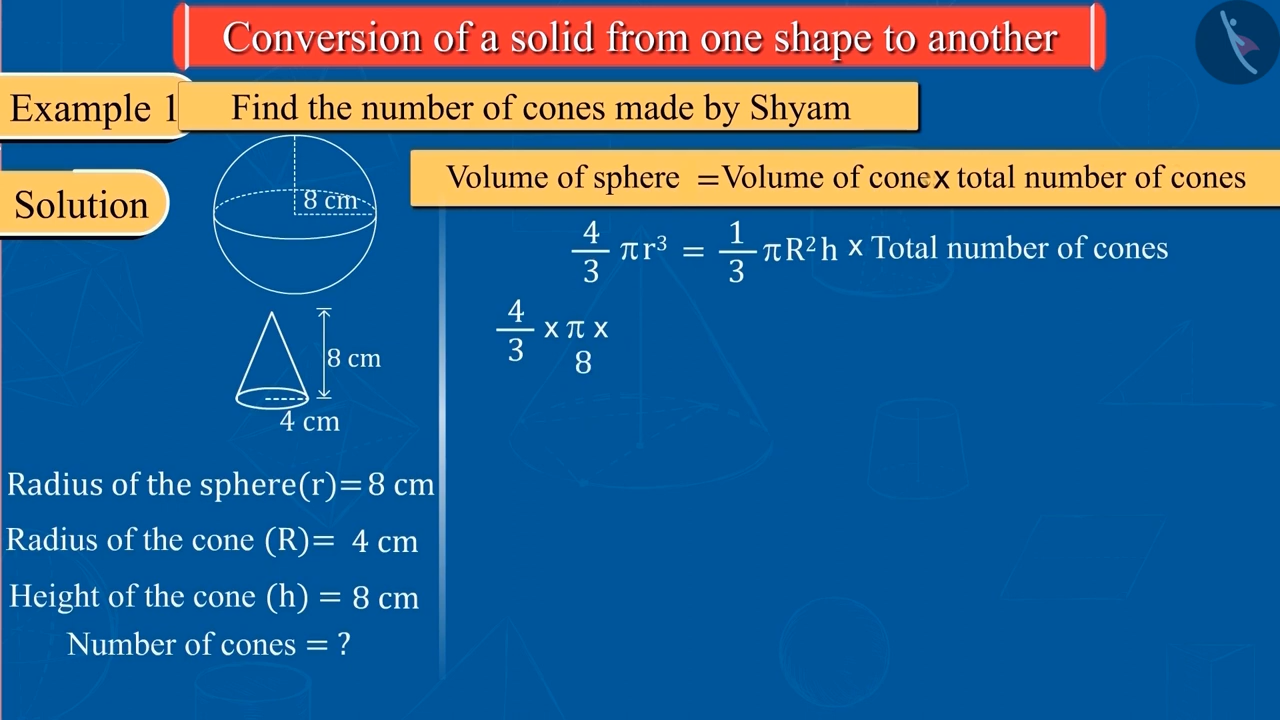 Conversion of a solid from one shape to another
Example 1
Find the number of cones made by Shyam
Solution
8 cm
Volume of sphere = Volume of cone x total number of cones
4/3 πr³ = 1/3 πR²h x Total number of cones
4/3 x π x
8
8 cm
4 cm
Radius of the sphere(r)= 8 cm
Radius of the cone (R)= 4 cm
Height of the cone (h) = 8 cm
Number of cones = ?